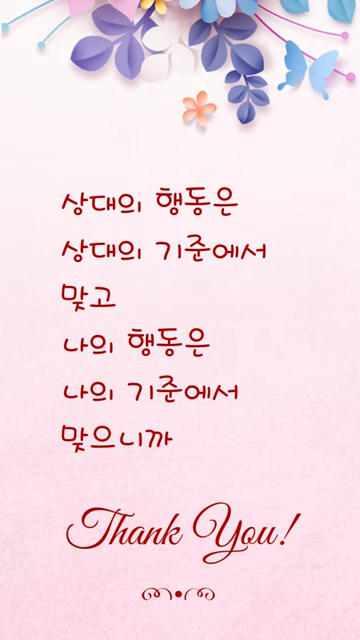 상대의 행동은
상대의 기준에서
맞고
나의 행동은
나의 기준에서
맞으니까
Thank You!